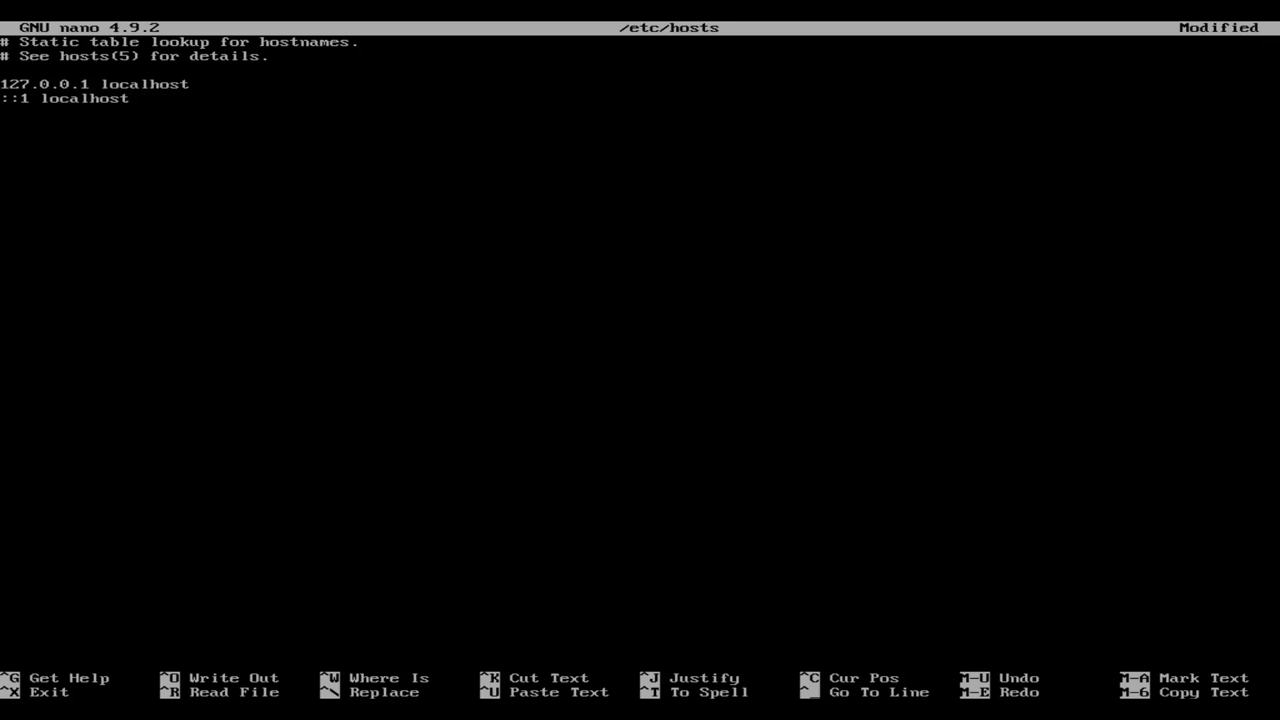 GNU nano 4.9.2 /etc/hosts Modified
# Static table lookup for hostnames.
# See hosts(5) for details.
127.0.0.1 localhost
::1 localhost
^G Get Help ^O Write Out ^W Where Is ^K Cut Text ^J Justify ^C Cur Pos M-U Undo M-A Mark Text
^X Exit ^R Read File ^\ Replace ^U Paste Text ^T To Spell ^_ Go To Line M-E Redo M-6 Copy Text